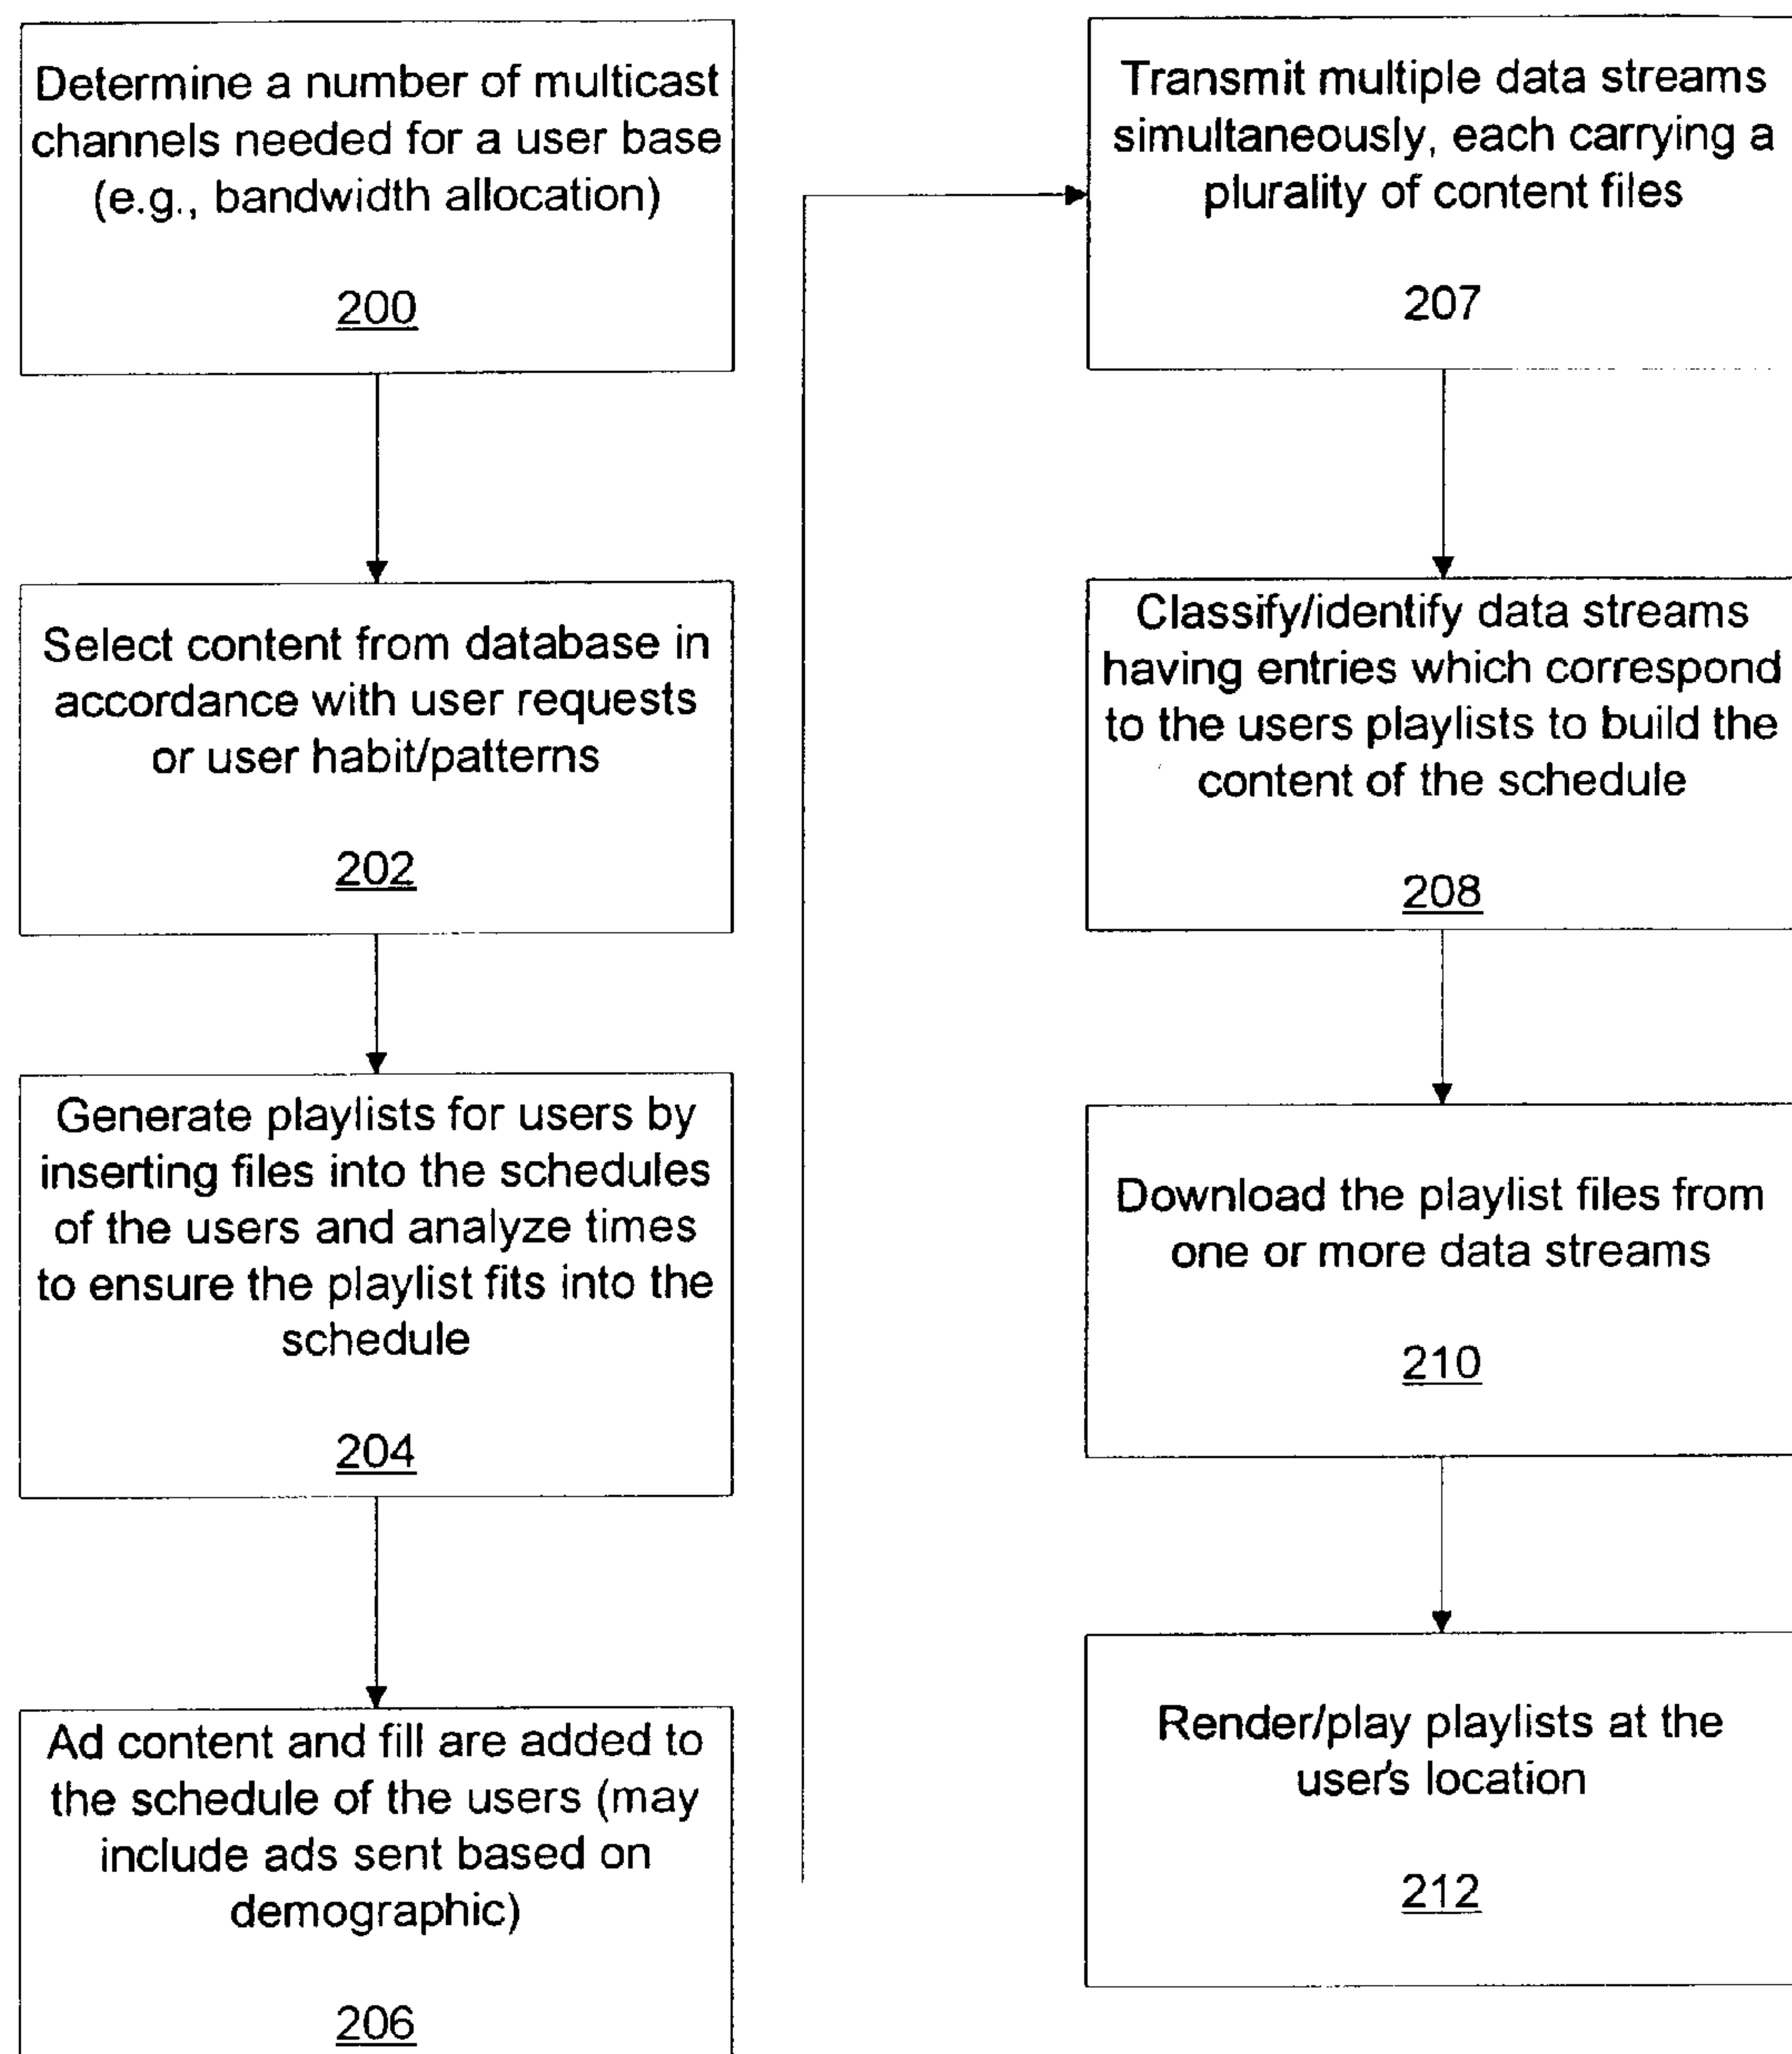 Determine a number of multicast
channels needed for a user base
(e.g., bandwidth allocation)
200
Select content from database in
accordance with user requests
or user habit/patterns
202
Generate playlists for users by
inserting files into the schedules
of the users and analyze times
to ensure the playlist fits into the
schedule
204
Ad content and fill are added to
the schedule of the users (may
include ads sent based on
demographic)
206
Transmit multiple data streams
simultaneously, each carrying a
plurality of content files
207
Classify/identify data streams
having entries which correspond
to the users playlists to build the
content of the schedule
208
Download the playlist files from
one or more data streams
210
Render/play playlists at the
user's location
212